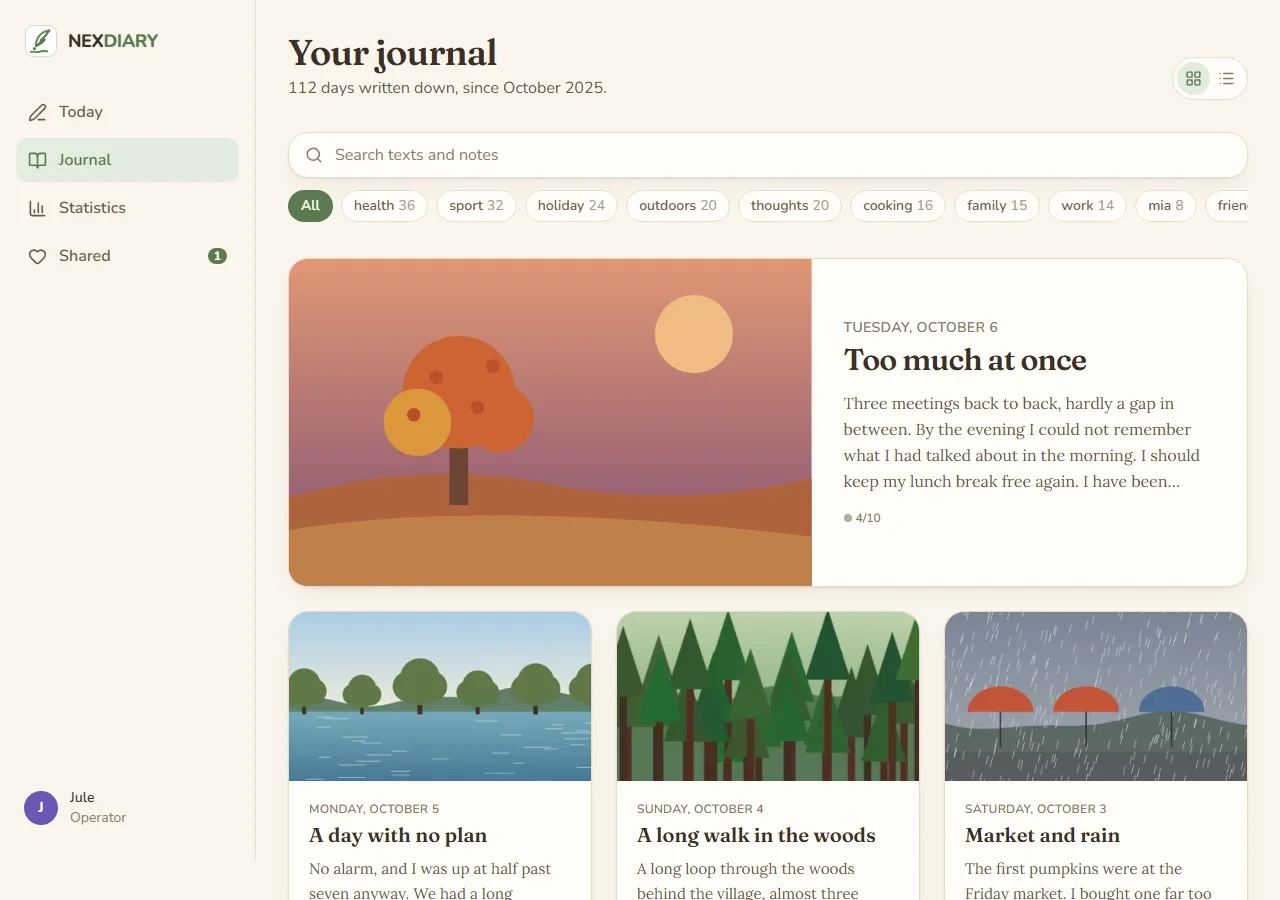 NEXDIARY
Today
Journal
Statistics
Shared 1
J
Jule
Operator
Your journal
112 days written down, since October 2025.
Search texts and notes
All
health 36
sport 32
holiday 24
outdoors 20
thoughts 20
cooking 16
family 15
work 14
mia 8
TUESDAY, OCTOBER 6
Too much at once
Three meetings back to back, hardly a gap in
between. By the evening I could not remember
what I had talked about in the morning. I should
keep my lunch break free again. I have been…
4/10
MONDAY, OCTOBER 5
A day with no plan
No alarm, and I was up at half past
seven anyway. We had a long
SUNDAY, OCTOBER 4
A long walk in the woods
A long loop through the woods
behind the village, almost three
SATURDAY, OCTOBER 3
Market and rain
The first pumpkins were at the
Friday market. I bought one far too